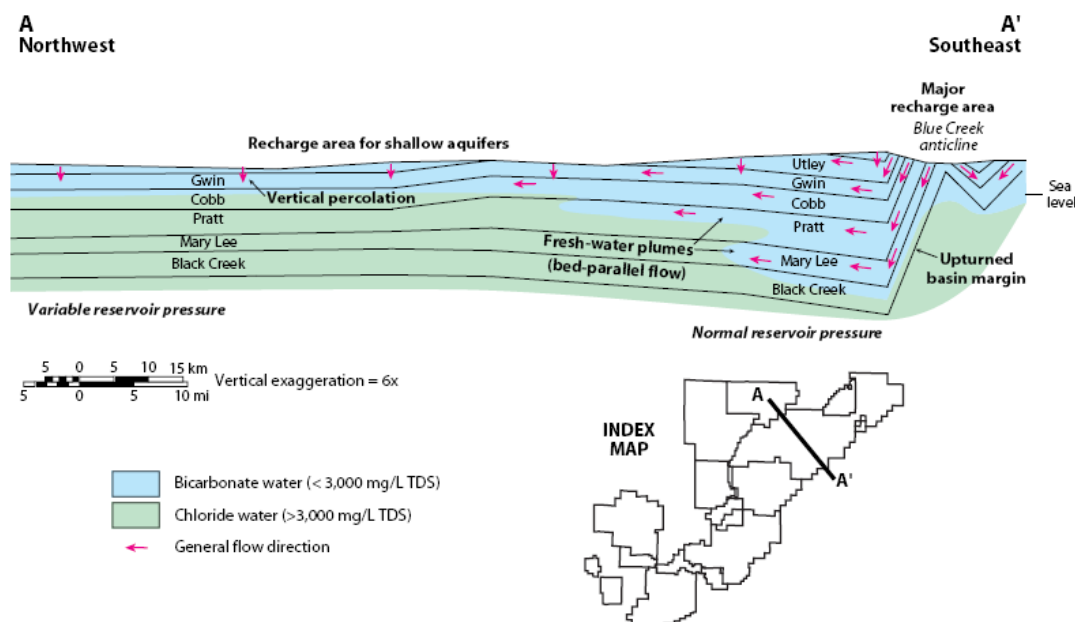 A
Northwest
A'
Southeast
Major
recharge area
Blue Creek
anticline
Recharge area for shallow aquifers
Utley
Gwin
Gwin
Vertical percolation
Cobb
Cobb
Sea
level
Pratt
Pratt
Fresh-water plumes
(bed-parallel flow)
Mary Lee
Mary Lee
Upturned
basin margin
Black Creek
Black Creek
Variable reservoir pressure
Normal reservoir pressure
5 0 5 10 15 km
5 0 5 10 mi
Vertical exaggeration = 6x
INDEX
MAP
A
A'
Bicarbonate water (< 3,000 mg/L TDS)
Chloride water (>3,000 mg/L TDS)
General flow direction